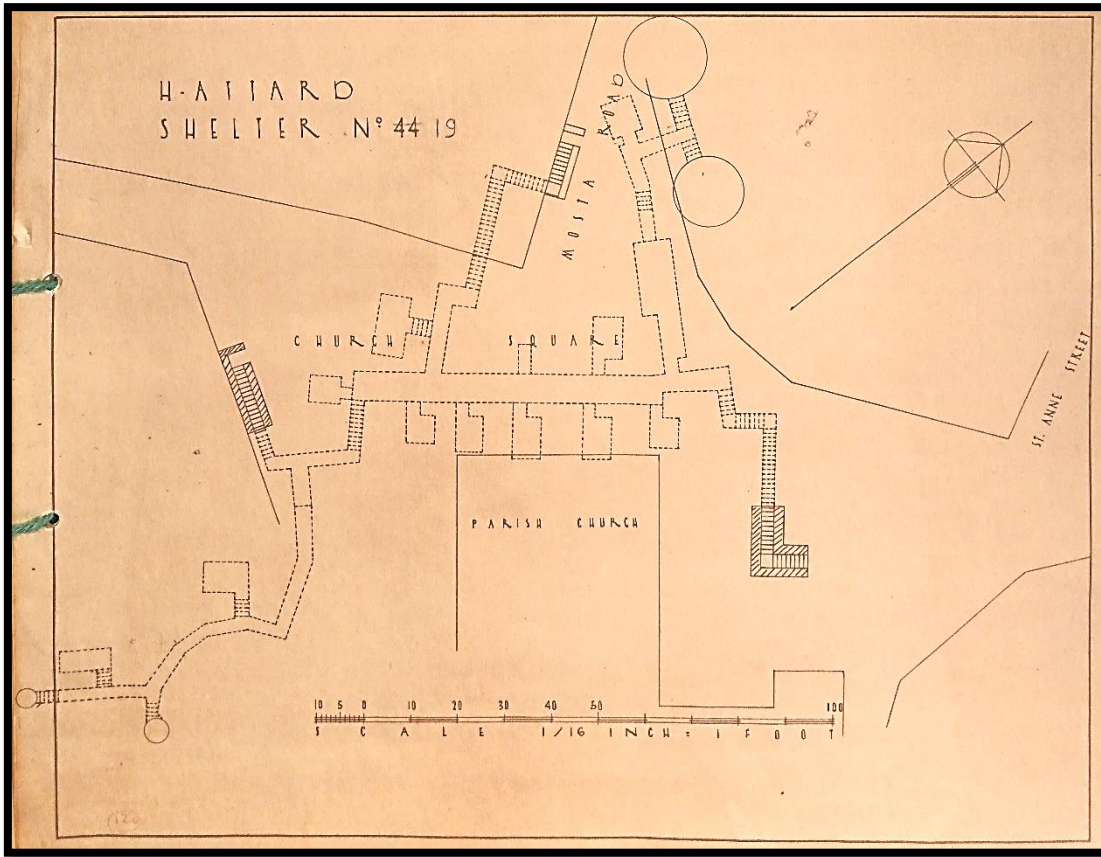 H·ATTARD
SHELTER Nº 44 19
MOSTA ROAD
CHURCH SQUARE
ST. ANNE STREET
PARISH CHURCH
10 5 0 10 20 30 40 50 100
SCALE 1/16 INCH = 1 FOOT